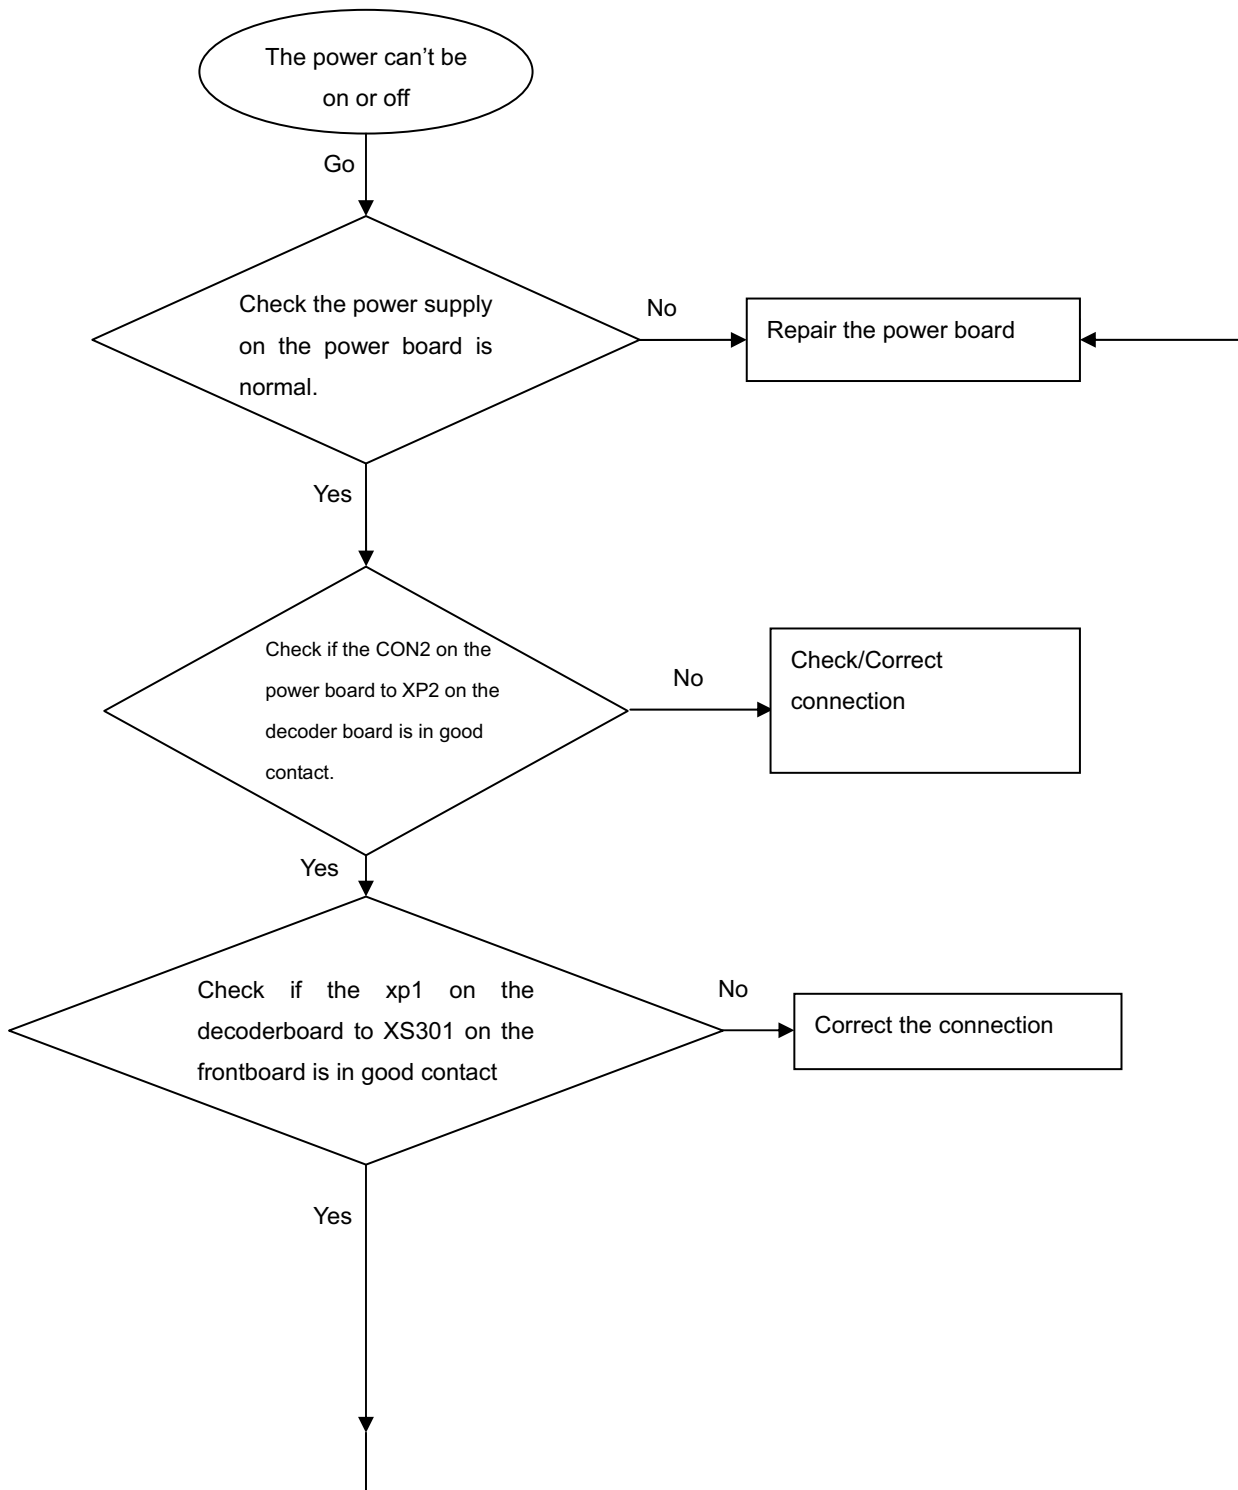 The power can’t be
on or off
Go
Check the power supply
on the power board is
normal.
No
Repair the power board
Yes
Check if the CON2 on the
power board to XP2 on the
decoder board is in good
contact.
No
Check/Correct
connection
Yes
Check if the xp1 on the
decoderboard to XS301 on the
frontboard is in good contact
No
Correct the connection
Yes